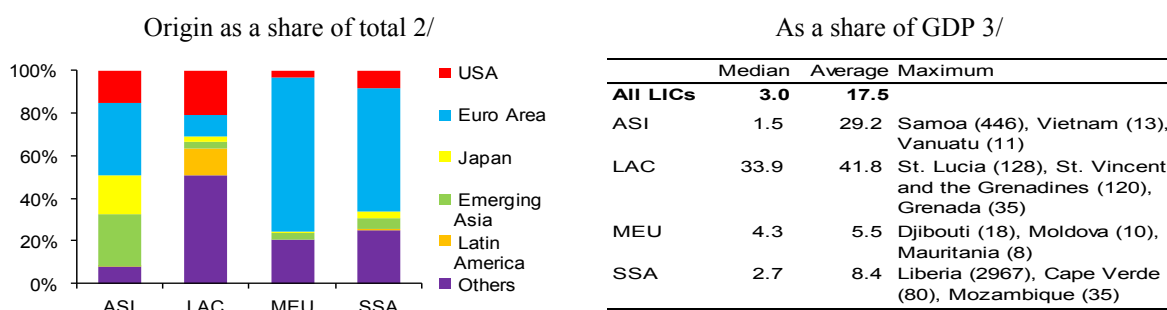 Origin as a share of total 2/
100%
80%
60%
40%
20%
0%
ASI LAC MEU SSA
USA
Euro Area
Japan
Emerging
Asia
Latin
America
Others
As a share of GDP 3/
Median Average Maximum
All LICs 3.0 17.5
ASI 1.5 29.2 Samoa (446), Vietnam (13),
Vanuatu (11)
LAC 33.9 41.8 St. Lucia (128), St. Vincent
and the Grenadines (120),
Grenada (35)
MEU 4.3 5.5 Djibouti (18), Moldova (10),
Mauritania (8)
SSA 2.7 8.4 Liberia (2967), Cape Verde
(80), Mozambique (35)